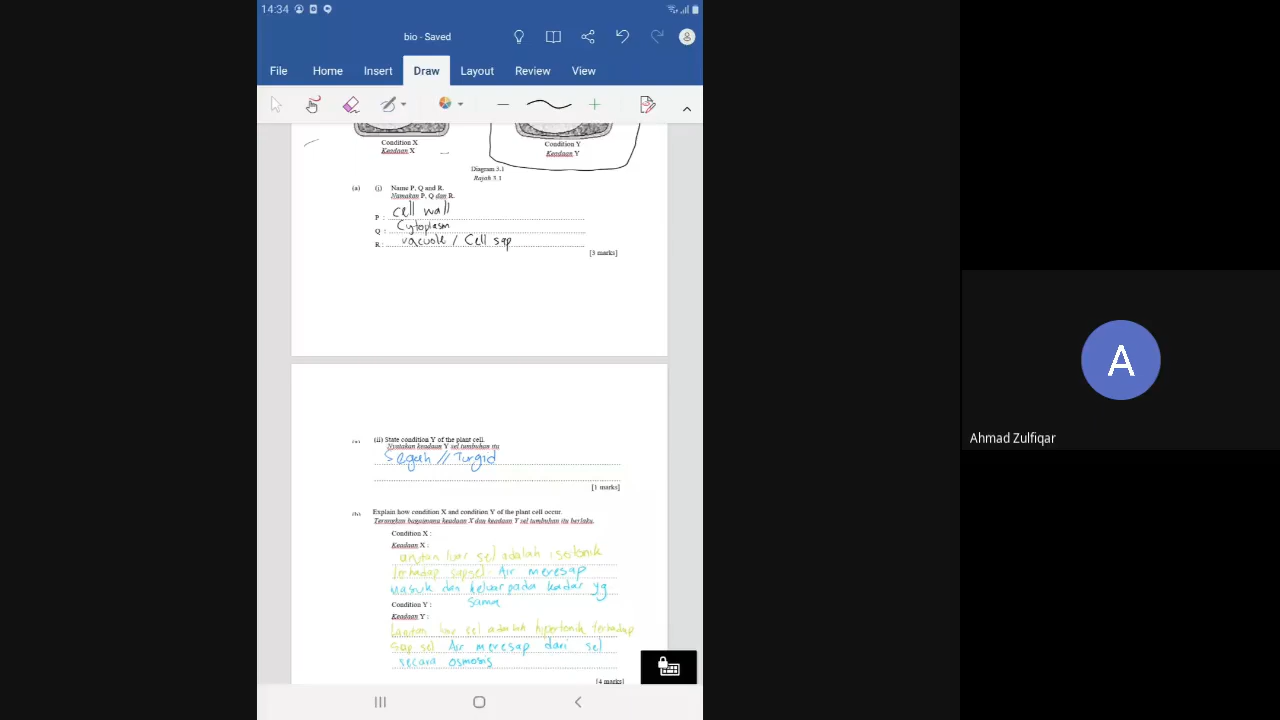 14:34
bio - Saved
File Home Insert Draw Layout Review View
Condition X
Keadaan X
Condition Y
Keadaan Y
Diagram 3.1
Rajah 3.1
(a) (i) Name P, Q and R.
Namakan P, Q dan R.
P : cell wall
Q : Cytoplasm
R : vacuole / Cell sap
[3 marks]
(a) (ii) State condition Y of the plant cell.
Nyatakan keadaan Y sel tumbuhan itu
Segah // Turgid
[1 marks]
(b) Explain how condition X and condition Y of the plant cell occur.
Terangkan bagaimana keadaan X dan keadaan Y sel tumbuhan itu berlaku.
Condition X :
Keadaan X :
luar sel adalah isotonik
terhadap sap sel. Air meresap
masuk dan keluar pada kadar yg
sama
Condition Y :
Keadaan Y :
Larutan luar sel adalah hipertonik terhadap
sap sel Air meresap dari sel
secara osmosis
[4 marks]
A
Ahmad Zulfiqar